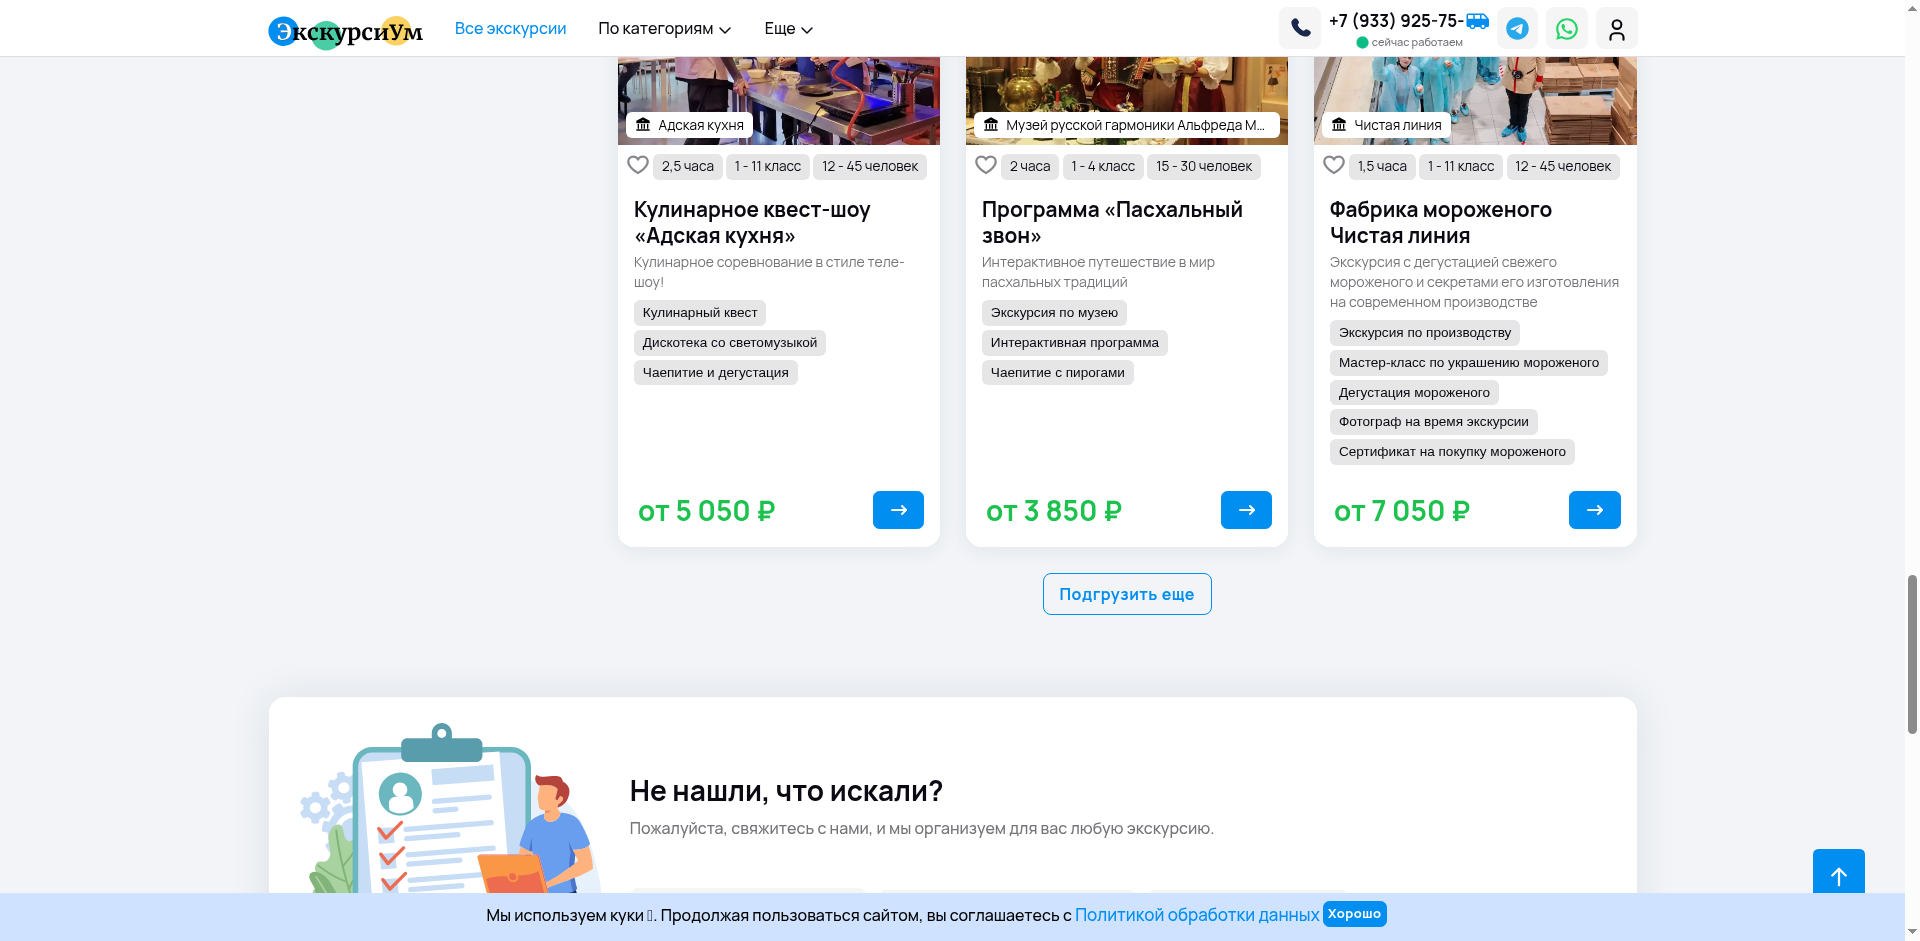 ЭкскурсиУм
Все экскурсии
По категориям
Еще
+7 (933) 925-75-
сейчас работаем
Адская кухня
2,5 часа
1 - 11 класс
12 - 45 человек
Кулинарное квест-шоу
«Адская кухня»
Кулинарное соревнование в стиле теле-
шоу!
Кулинарный квест
Дискотека со светомузыкой
Чаепитие и дегустация
от 5 050 ₽
Музей русской гармоники Альфреда М...
2 часа
1 - 4 класс
15 - 30 человек
Программа «Пасхальный
звон»
Интерактивное путешествие в мир
пасхальных традиций
Экскурсия по музею
Интерактивная программа
Чаепитие с пирогами
от 3 850 ₽
Чистая линия
1,5 часа
1 - 11 класс
12 - 45 человек
Фабрика мороженого
Чистая линия
Экскурсия с дегустацией свежего
мороженого и секретами его изготовления
на современном производстве
Экскурсия по производству
Мастер-класс по украшению мороженого
Дегустация мороженого
Фотограф на время экскурсии
Сертификат на покупку мороженого
от 7 050 ₽
Подгрузить еще
Не нашли, что искали?
Пожалуйста, свяжитесь с нами, и мы организуем для вас любую экскурсию.
Мы используем куки . Продолжая пользоваться сайтом, вы соглашаетесь с Политикой обработки данных Хорошо